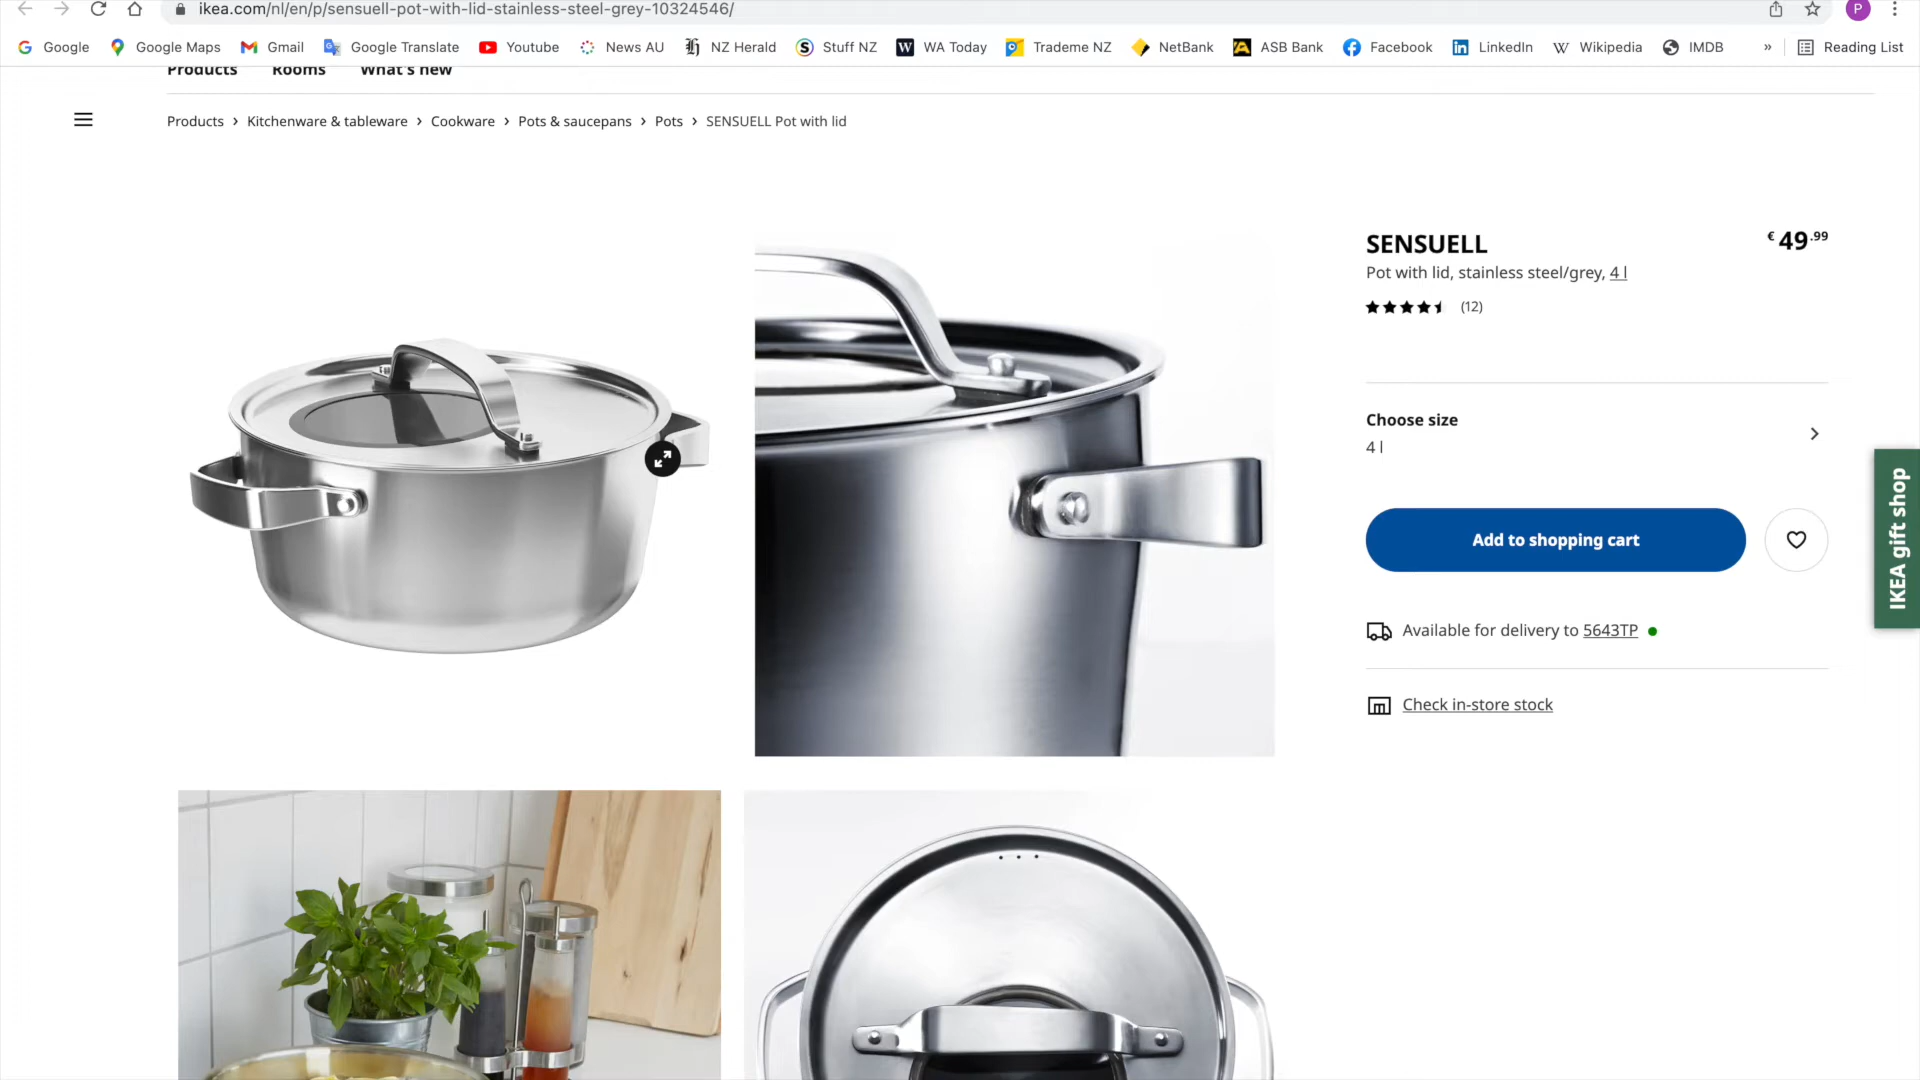 ikea.com/nl/en/p/sensuell-pot-with-lid-stainless-steel-grey-10324546/
P
Google Google Maps Gmail Google Translate Youtube News AU NZ Herald Stuff NZ WA Today Trademe NZ NetBank ASB Bank Facebook LinkedIn Wikipedia IMDB » Reading List
Products Rooms What's new
Products › Kitchenware & tableware › Cookware › Pots & saucepans › Pots › SENSUELL Pot with lid
SENSUELL € 49.99
Pot with lid, stainless steel/grey, 4 l
(12)
Choose size
4 l
Add to shopping cart
IKEA gift shop
Available for delivery to 5643TP
Check in-store stock